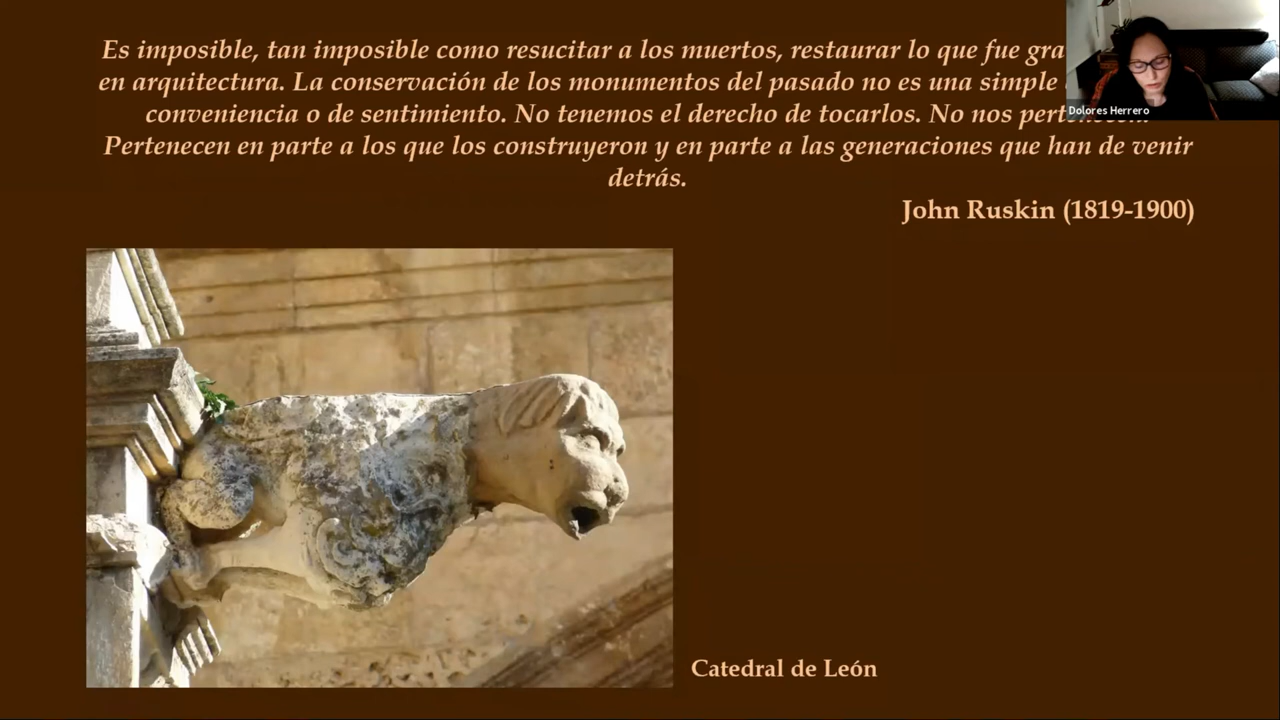 Es imposible, tan imposible como resucitar a los muertos, restaurar lo que fue
en arquitectura. La conservación de los monumentos del pasado no es una simple
conveniencia o de sentimiento. No tenemos el derecho de tocarlos. No nos
Pertenecen en parte a los que los construyeron y en parte a las generaciones que han de venir
detrás.
John Ruskin (1819-1900)
Dolores Herrero
Catedral de León